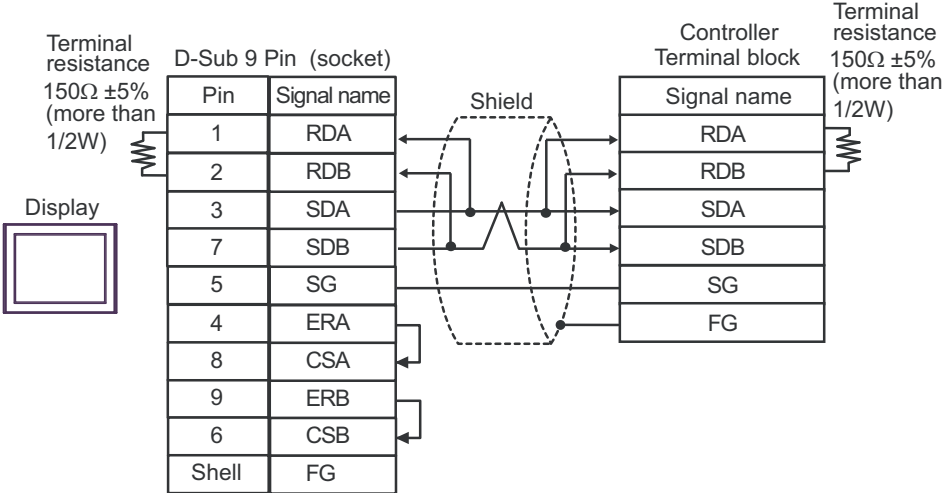 Terminal
resistance
150Ω ±5%
(more than
1/2W)
D-Sub 9 Pin (socket)
Pin Signal name
1 RDA
2 RDB
3 SDA
7 SDB
5 SG
4 ERA
8 CSA
9 ERB
6 CSB
Shell FG
Display
Shield
Controller
Terminal block
Signal name
RDA
RDB
SDA
SDB
SG
FG
Terminal
resistance
150Ω ±5%
(more than
1/2W)